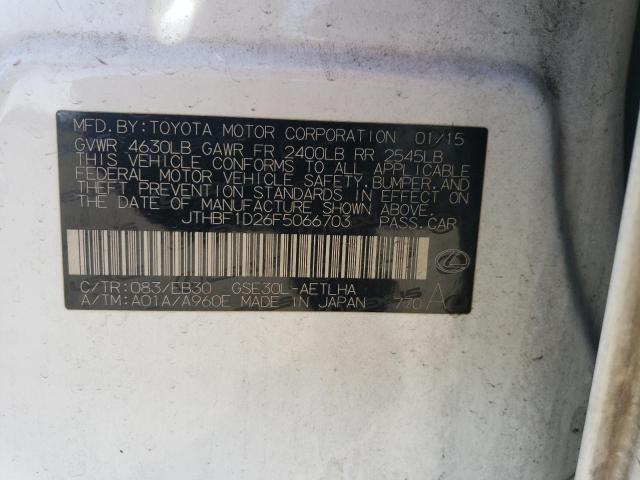 MFD.BY:TOYOTA MOTOR CORPORATION 01/15
GVWR 4630LB GAWR FR 2400LB RR 2545LB
THIS VEHICLE CONFORMS TO ALL APPLICABLE
FEDERAL MOTOR VEHICLE SAFETY, BUMPER, AND
THEFT PREVENTION STANDARDS IN EFFECT ON
THE DATE OF MANUFACTURE SHOWN ABOVE.
JTHBF1D26F5066703 PASS.CAR
C/TR:083/EB30 GSE30L-AETLHA
A/TM:A01A/A960E MADE IN JAPAN 770 A